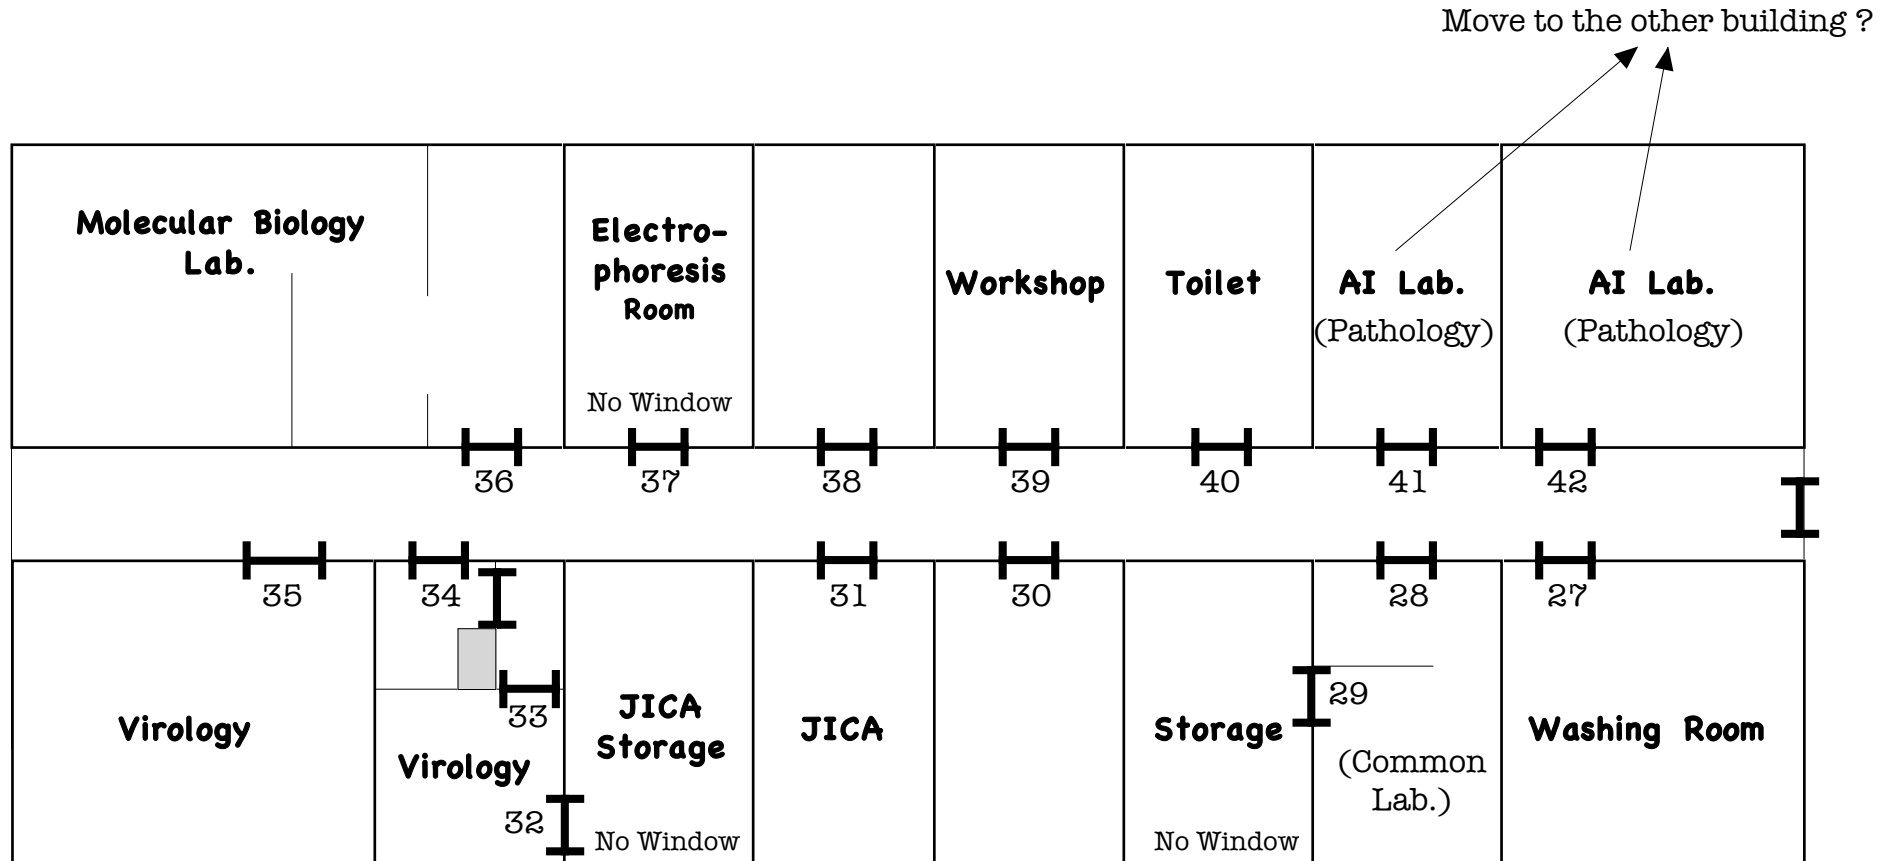 Move to the other building ?
Molecular Biology
Lab.
Electro-
phoresis
Room
No Window
Workshop
Toilet
AI Lab.
(Pathology)
AI Lab.
(Pathology)
36
37
38
39
40
41
42
35
34
31
30
28
27
33
29
Virology
Virology
32
JICA
Storage
No Window
JICA
Storage
No Window
(Common
Lab.)
Washing Room